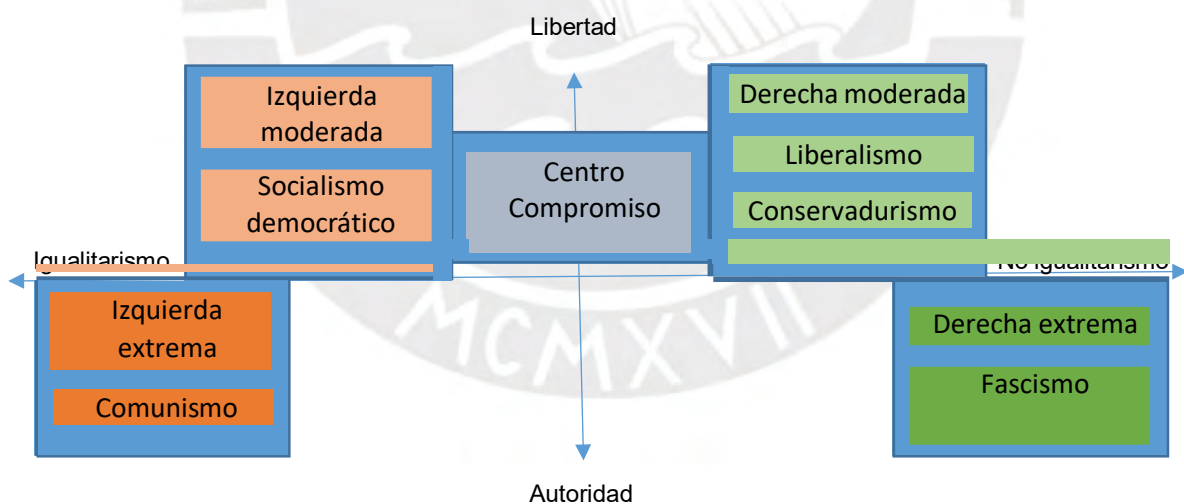 Libertad
Izquierda
moderada
Socialismo
democrático
Centro
Compromiso
Derecha moderada
Liberalismo
Conservadurismo
Igualitarismo
No igualitarismo
Izquierda
extrema
Comunismo
Derecha extrema
Fascismo
MCMXVII
Autoridad